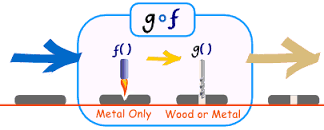 g∘f
f() g()
Metal Only Wood or Metal